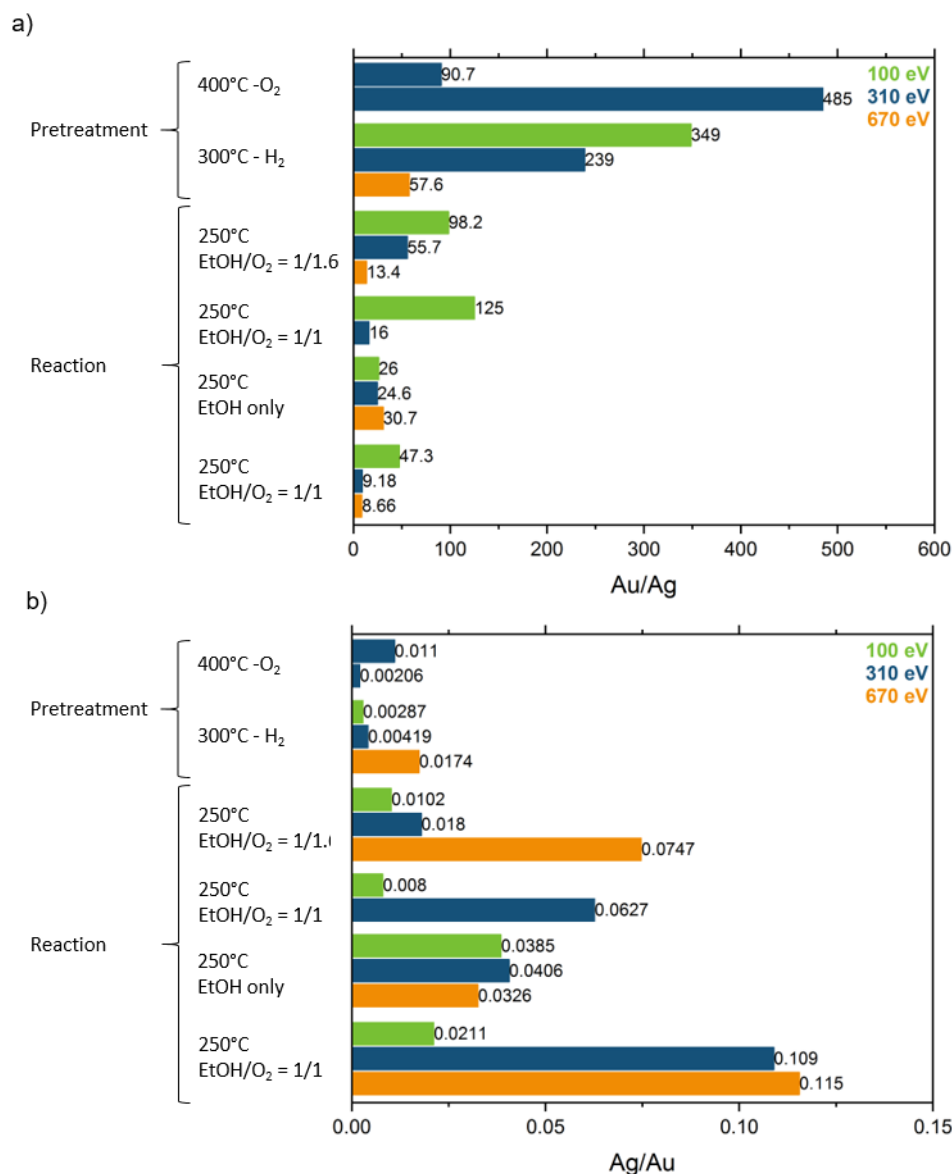 a)
Pretreatment
400°C -O₂
300°C - H₂
Reaction
250°C
EtOH/O₂ = 1/1.6
250°C
EtOH/O₂ = 1/1
250°C
EtOH only
250°C
EtOH/O₂ = 1/1
100 eV
310 eV
670 eV
90.7
485
349
239
57.6
98.2
55.7
13.4
125
16
26
24.6
30.7
47.3
9.18
8.66
0 100 200 300 400 500 600
Au/Ag
b)
Pretreatment
400°C -O₂
300°C - H₂
Reaction
250°C
EtOH/O₂ = 1/1.
250°C
EtOH/O₂ = 1/1
250°C
EtOH only
250°C
EtOH/O₂ = 1/1
100 eV
310 eV
670 eV
0.011
0.00206
0.00287
0.00419
0.0174
0.0102
0.018
0.0747
0.008
0.0627
0.0385
0.0406
0.0326
0.0211
0.109
0.115
0.00 0.05 0.10 0.15
Ag/Au